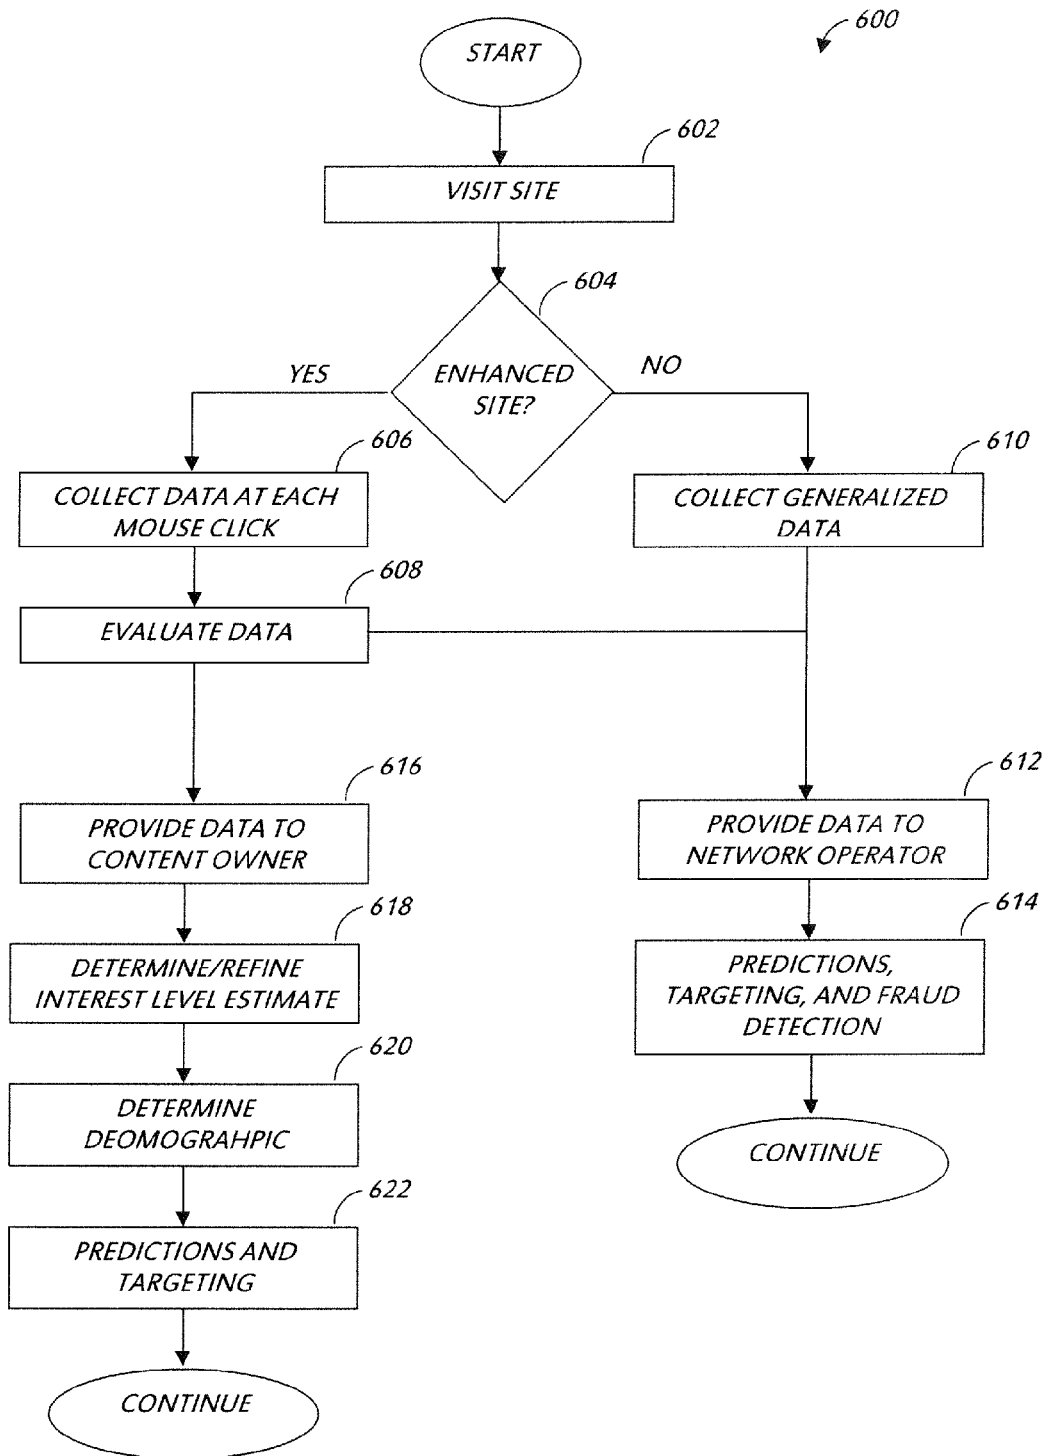 600
START
602
VISIT SITE
604
ENHANCED
SITE?
YES
NO
606
COLLECT DATA AT EACH
MOUSE CLICK
610
COLLECT GENERALIZED
DATA
608
EVALUATE DATA
616
PROVIDE DATA TO
CONTENT OWNER
612
PROVIDE DATA TO
NETWORK OPERATOR
618
DETERMINE/REFINE
INTEREST LEVEL ESTIMATE
614
PREDICTIONS,
TARGETING, AND FRAUD
DETECTION
620
DETERMINE
DEOMOGRAHPIC
CONTINUE
622
PREDICTIONS AND
TARGETING
CONTINUE